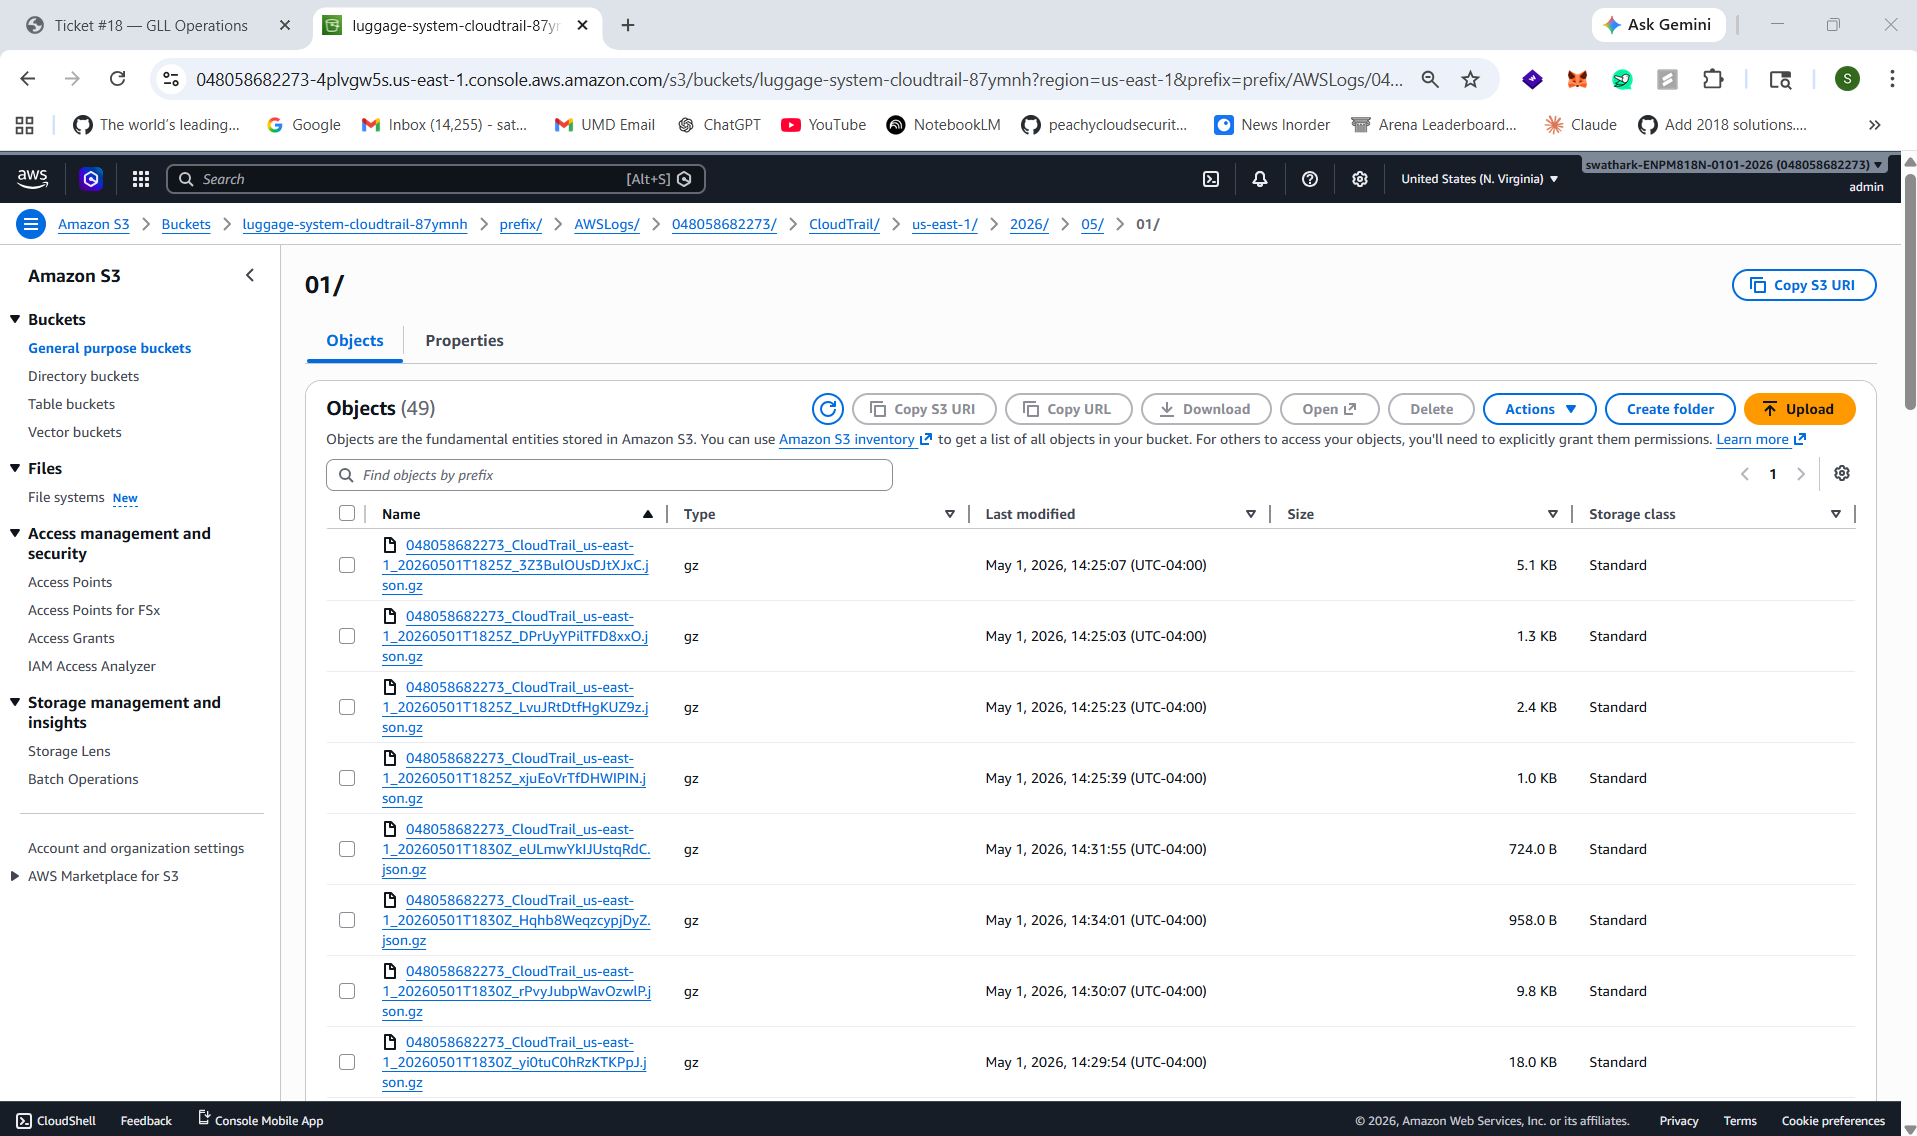 Ticket #18 — GLL Operations
luggage-system-cloudtrail-87ym
Ask Gemini
048058682273-4plvgw5s.us-east-1.console.aws.amazon.com/s3/buckets/luggage-system-cloudtrail-87ymnh?region=us-east-1&prefix=prefix/AWSLogs/04...
S
The world's leading...
Google
Inbox (14,255) - sat...
UMD Email
ChatGPT
YouTube
NotebookLM
peachycloudsecurit...
News Inorder
Arena Leaderboard...
Claude
Add 2018 solutions....
»
aws
Search
[Alt+S]
United States (N. Virginia)
swathark-ENPM818N-0101-2026 (048058682273)
admin
Amazon S3
Buckets
luggage-system-cloudtrail-87ymnh
prefix/
AWSLogs/
048058682273/
CloudTrail/
us-east-1/
2026/
05/
01/
Amazon S3
Buckets
General purpose buckets
Directory buckets
Table buckets
Vector buckets
Files
File systems New
Access management and
security
Access Points
Access Points for FSx
Access Grants
IAM Access Analyzer
Storage management and
insights
Storage Lens
Batch Operations
Account and organization settings
AWS Marketplace for S3
01/
Copy S3 URI
Objects
Properties
Objects (49)
Copy S3 URI
Copy URL
Download
Open
Delete
Actions
Create folder
Upload
Objects are the fundamental entities stored in Amazon S3. You can use Amazon S3 inventory to get a list of all objects in your bucket. For others to access your objects, you'll need to explicitly grant them permissions. Learn more
Find objects by prefix
1
Name
Type
Last modified
Size
Storage class
048058682273_CloudTrail_us-east-
1_20260501T1825Z_3Z3BulOUsDJtXJxC.j
son.gz
gz
May 1, 2026, 14:25:07 (UTC-04:00)
5.1 KB
Standard
048058682273_CloudTrail_us-east-
1_20260501T1825Z_DPrUyYPilTFD8xxO.j
son.gz
gz
May 1, 2026, 14:25:03 (UTC-04:00)
1.3 KB
Standard
048058682273_CloudTrail_us-east-
1_20260501T1825Z_LvuJRtDtfHgKUZ9z.j
son.gz
gz
May 1, 2026, 14:25:23 (UTC-04:00)
2.4 KB
Standard
048058682273_CloudTrail_us-east-
1_20260501T1825Z_xjuEoVrTfDHWIPIN.j
son.gz
gz
May 1, 2026, 14:25:39 (UTC-04:00)
1.0 KB
Standard
048058682273_CloudTrail_us-east-
1_20260501T1830Z_eULmwYkIJUstqRdC.
json.gz
gz
May 1, 2026, 14:31:55 (UTC-04:00)
724.0 B
Standard
048058682273_CloudTrail_us-east-
1_20260501T1830Z_Hqhb8WeqzcypjDyZ.
json.gz
gz
May 1, 2026, 14:34:01 (UTC-04:00)
958.0 B
Standard
048058682273_CloudTrail_us-east-
1_20260501T1830Z_rPvyJubpWavOzwlP.j
son.gz
gz
May 1, 2026, 14:30:07 (UTC-04:00)
9.8 KB
Standard
048058682273_CloudTrail_us-east-
1_20260501T1830Z_yi0tuC0hRzKTKPpJ.j
son.gz
gz
May 1, 2026, 14:29:54 (UTC-04:00)
18.0 KB
Standard
CloudShell
Feedback
Console Mobile App
© 2026, Amazon Web Services, Inc. or its affiliates.
Privacy
Terms
Cookie preferences